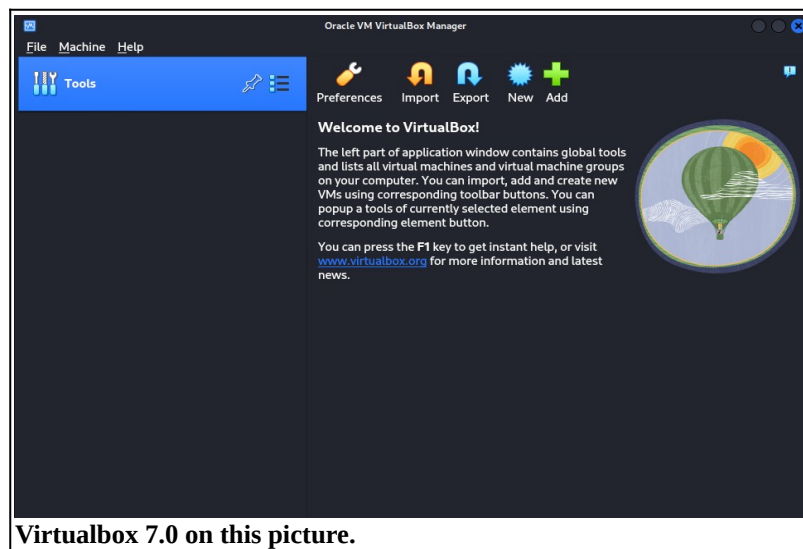 Oracle VM VirtualBox Manager
File Machine Help
Tools
Preferences Import Export New Add
Welcome to VirtualBox!
The left part of application window contains global tools
and lists all virtual machines and virtual machine groups
on your computer. You can import, add and create new
VMs using corresponding toolbar buttons. You can
popup a tools of currently selected element using
corresponding element button.
You can press the F1 key to get instant help, or visit
www.virtualbox.org for more information and latest
news.
Virtualbox 7.0 on this picture.